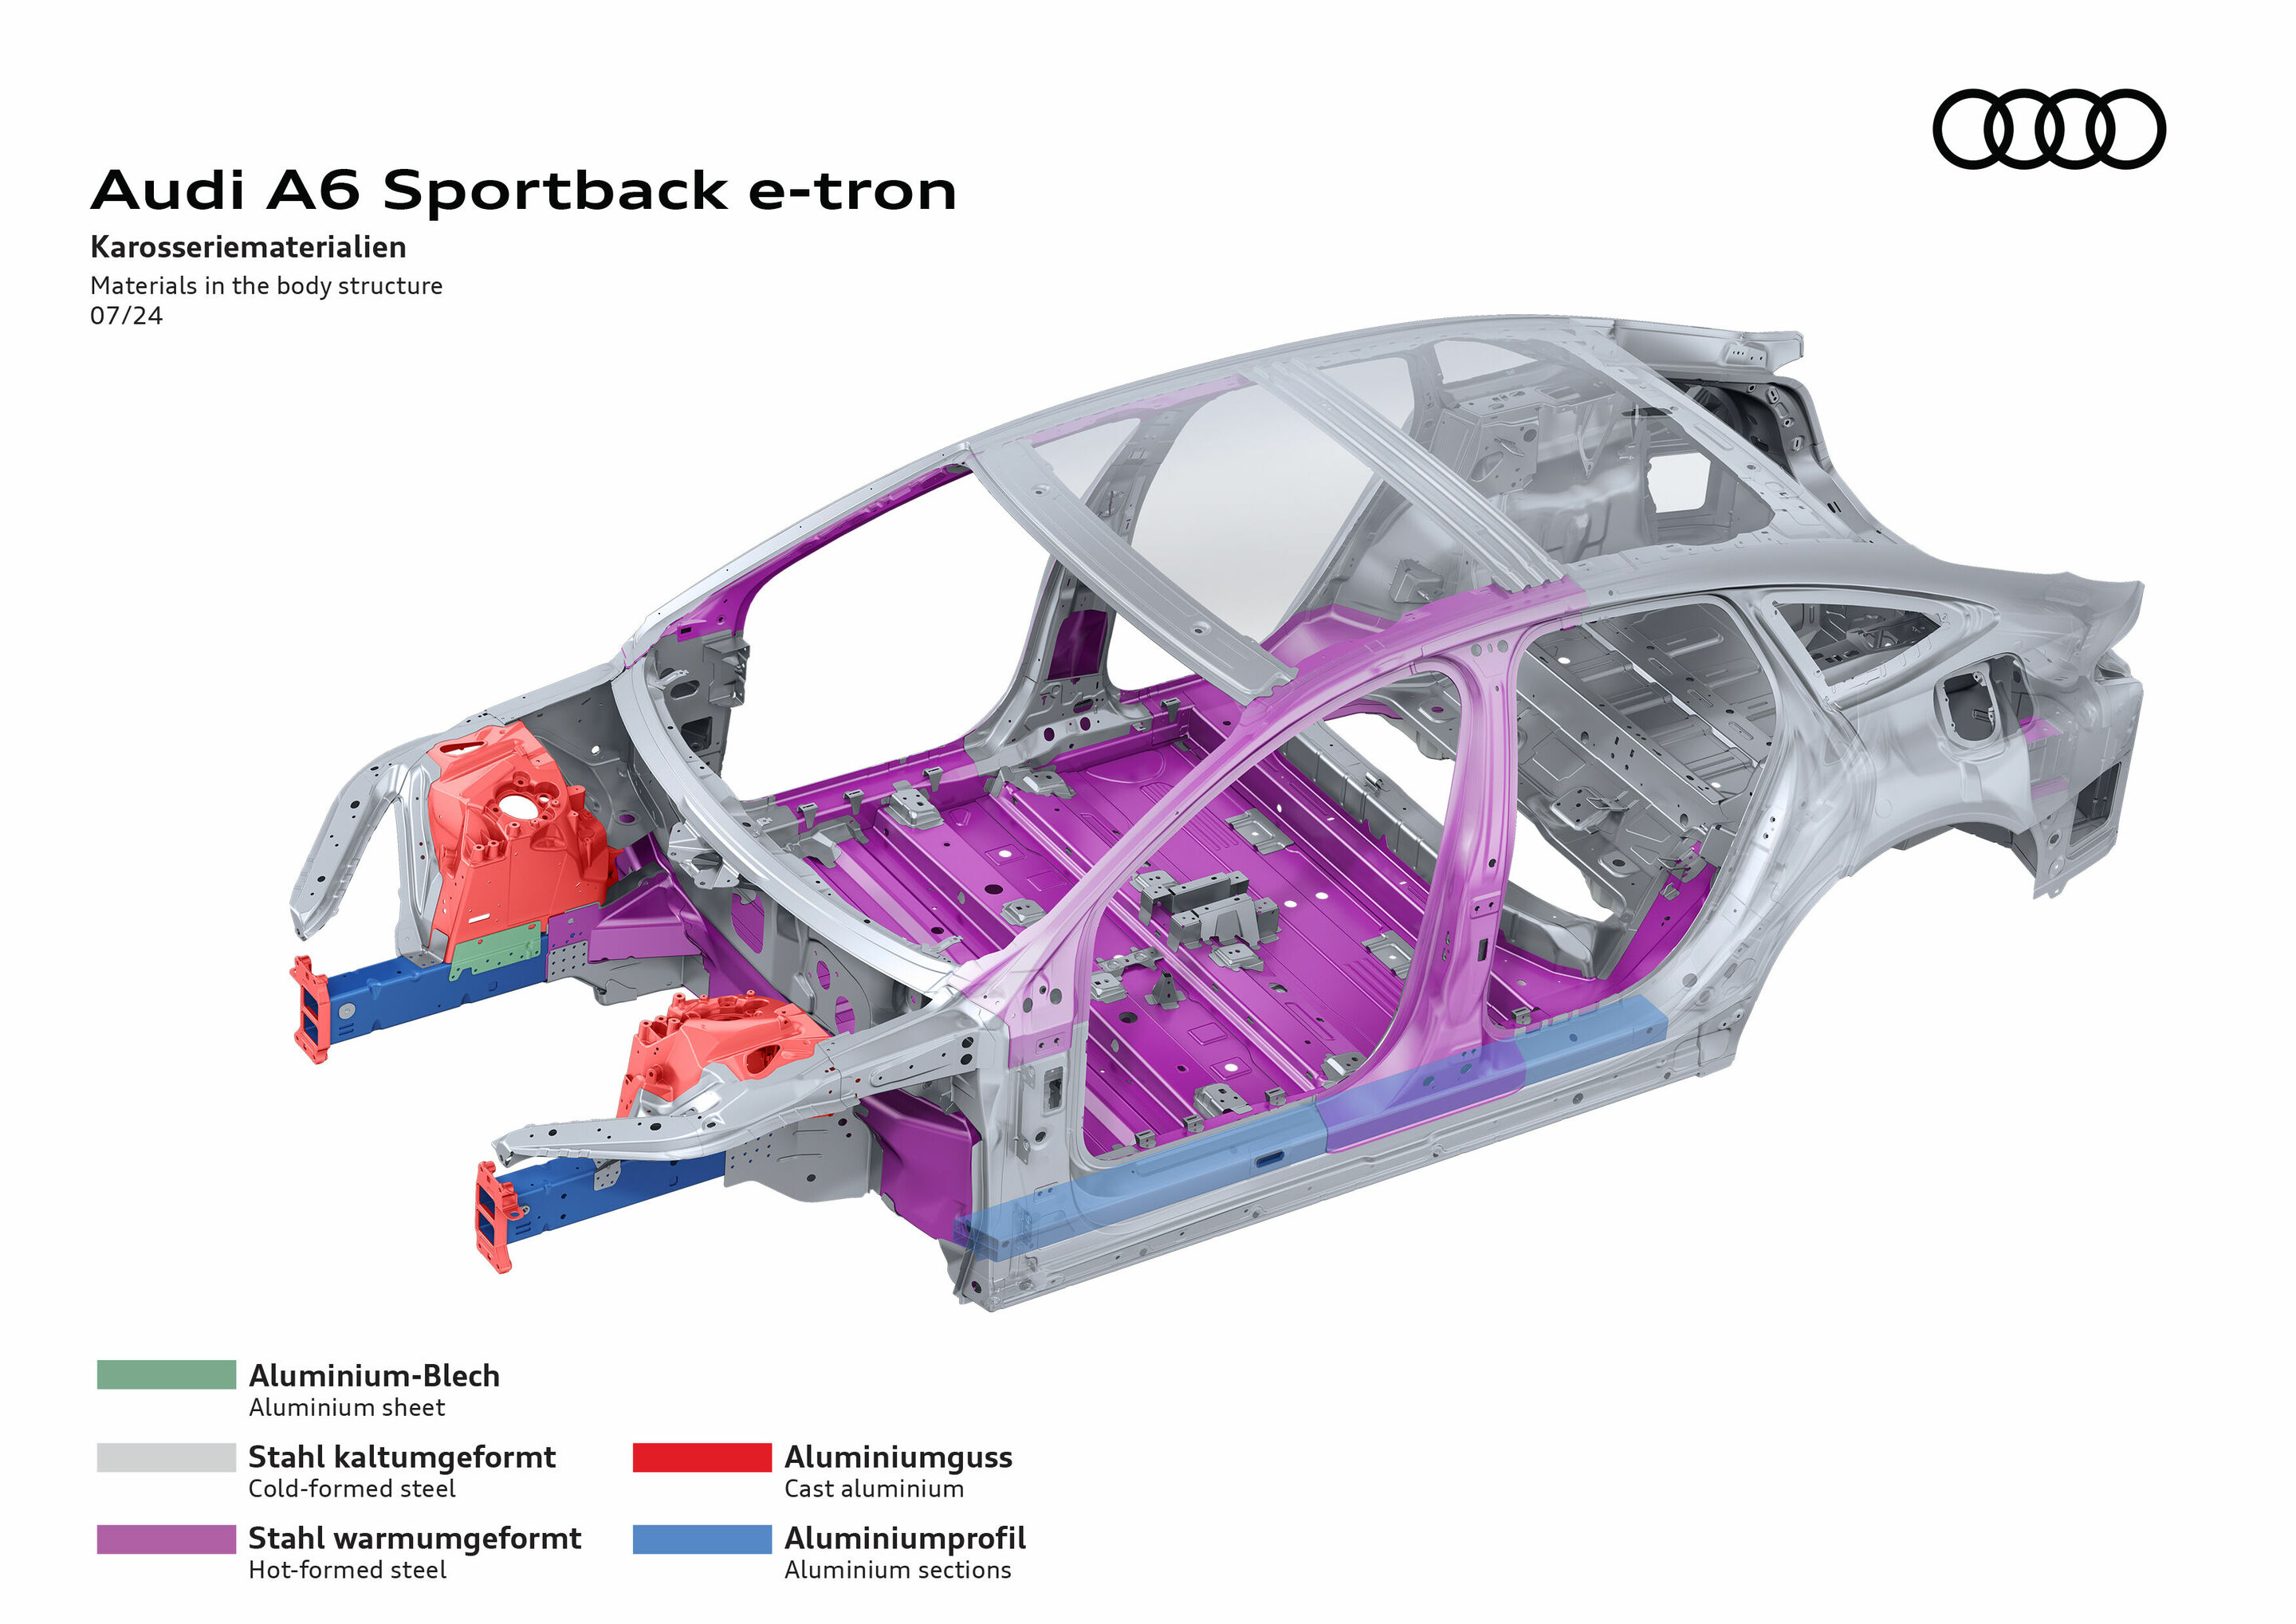 Audi A6 Sportback e-tron
Karosseriematerialien
Materials in the body structure
07/24
Aluminium-Blech
Aluminium sheet
Stahl kaltumgeformt
Cold-formed steel
Stahl warmumgeformt
Hot-formed steel
Aluminiumguss
Cast aluminium
Aluminiumprofil
Aluminium sections